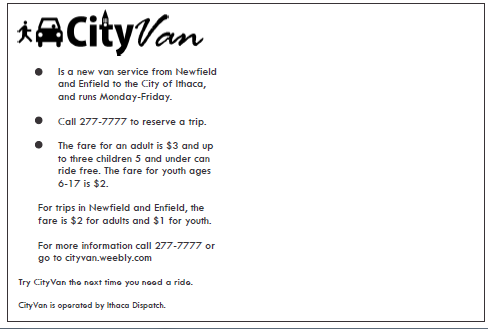 CityVan
Is a new van service from Newfield
and Enfield to the City of Ithaca,
and runs Monday-Friday.
Call 277-7777 to reserve a trip.
The fare for an adult is $3 and up
to three children 5 and under can
ride free. The fare for youth ages
6-17 is $2.
For trips in Newfield and Enfield, the
fare is $2 for adults and $1 for youth.
For more information call 277-7777 or
go to cityvan.weebly.com
Try CityVan the next time you need a ride.
CityVan is operated by Ithaca Dispatch.